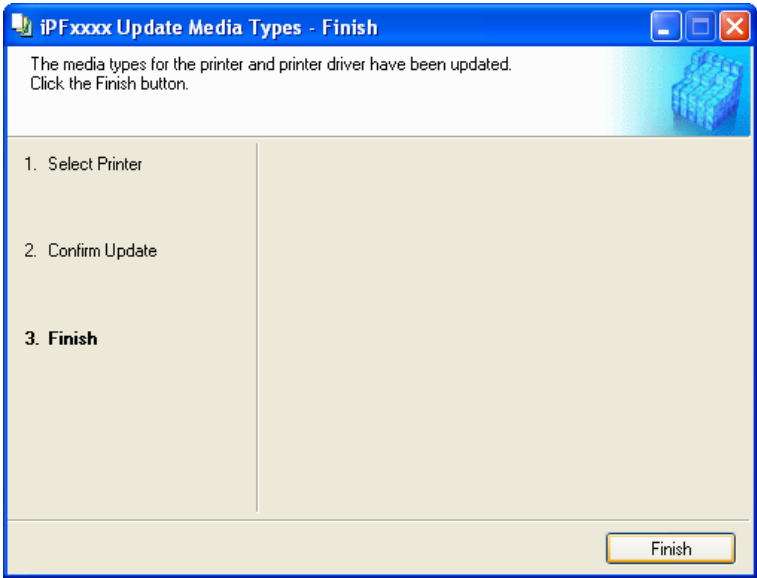 iPFxxxx Update Media Types - Finish
The media types for the printer and printer driver have been updated.
Click the Finish button.
1. Select Printer
2. Confirm Update
3. Finish
Finish